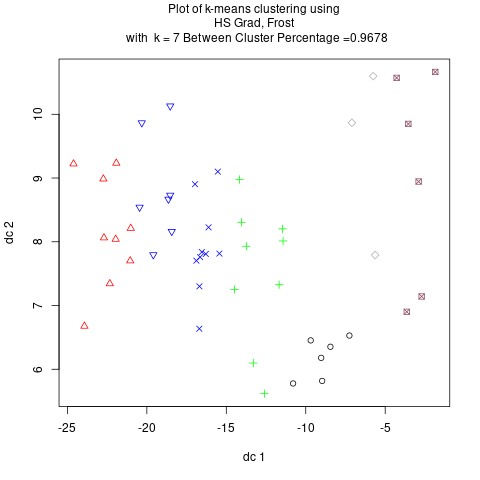 Plot of k-means clustering using
HS Grad, Frost
with k = 7 Between Cluster Percentage =0.9678
10
9
8
7
6
dc 2
-25 -20 -15 -10 -5
dc 1